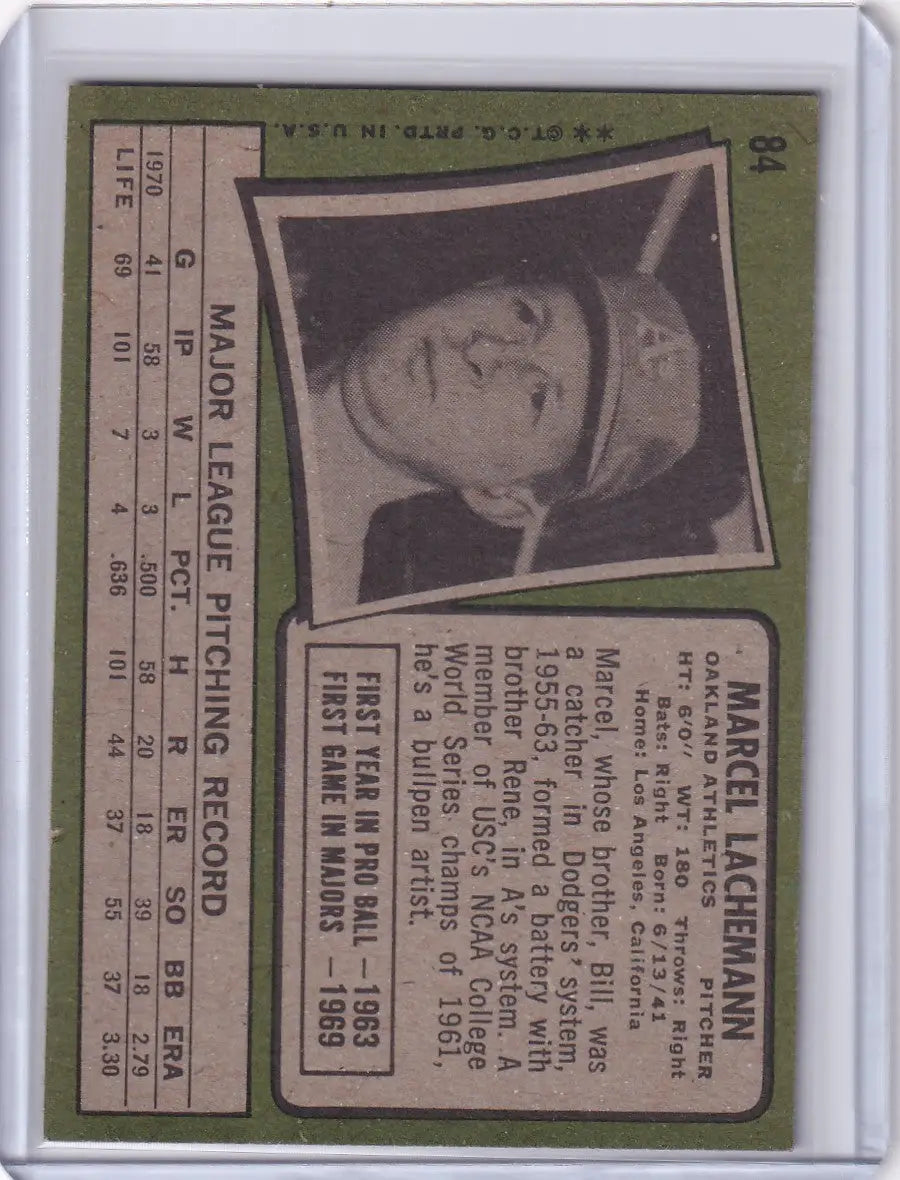 84
**©T.C.G. PRTD. IN U.S.A.
A's
MARCEL LACHEMANN
OAKLAND ATHLETICS PITCHER
HT: 6'0" WT: 180 Throws: Right
Bats: Right Born: 6/13/41
Home: Los Angeles, California
Marcel, whose brother, Bill, was
a catcher in Dodgers' system,
1955-63, formed a battery with
brother Rene, in A's system. A
member of USC's NCAA College
World Series champs of 1961,
he's a bullpen artist.
FIRST YEAR IN PRO BALL — 1963
FIRST GAME IN MAJORS — 1969
MAJOR LEAGUE PITCHING RECORD
G IP W L PCT. H R ER SO BB ERA
1970 41 58 3 3 .500 58 20 18 39 18 2.79
LIFE 69 101 7 4 .636 101 44 37 55 37 3.30